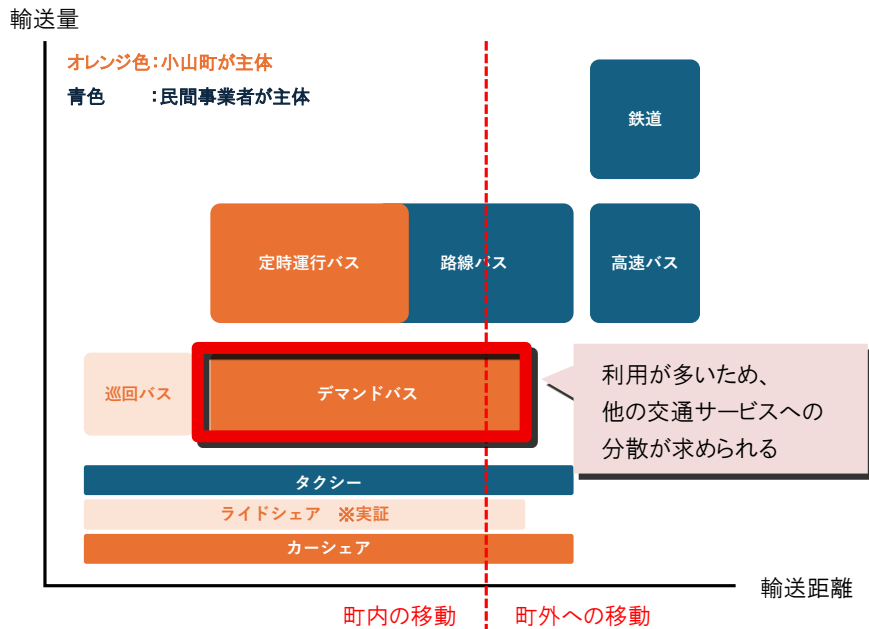 輸送量
オレンジ色：小山町が主体
青色　　：民間事業者が主体
鉄道
定時運行バス
路線バス
高速バス
巡回バス
デマンドバス
利用が多いため、
他の交通サービスへの
分散が求められる
タクシー
ライドシェア　※実証
カーシェア
輸送距離
町内の移動
町外への移動